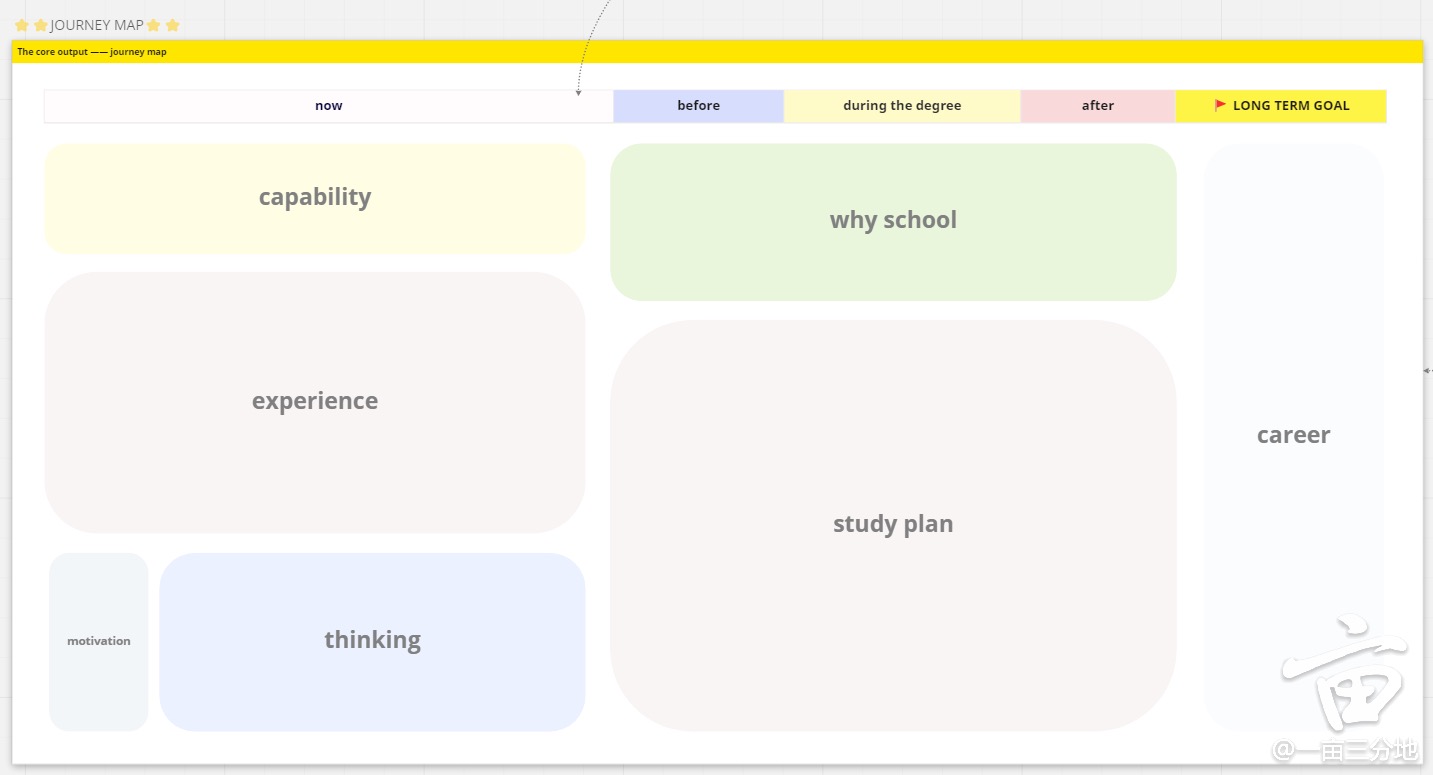 ⭐⭐JOURNEY MAP⭐⭐
The core output —— journey map
now
before
during the degree
after
🚩 LONG TERM GOAL
capability
why school
experience
career
study plan
motivation
thinking
亩
@一亩三分地